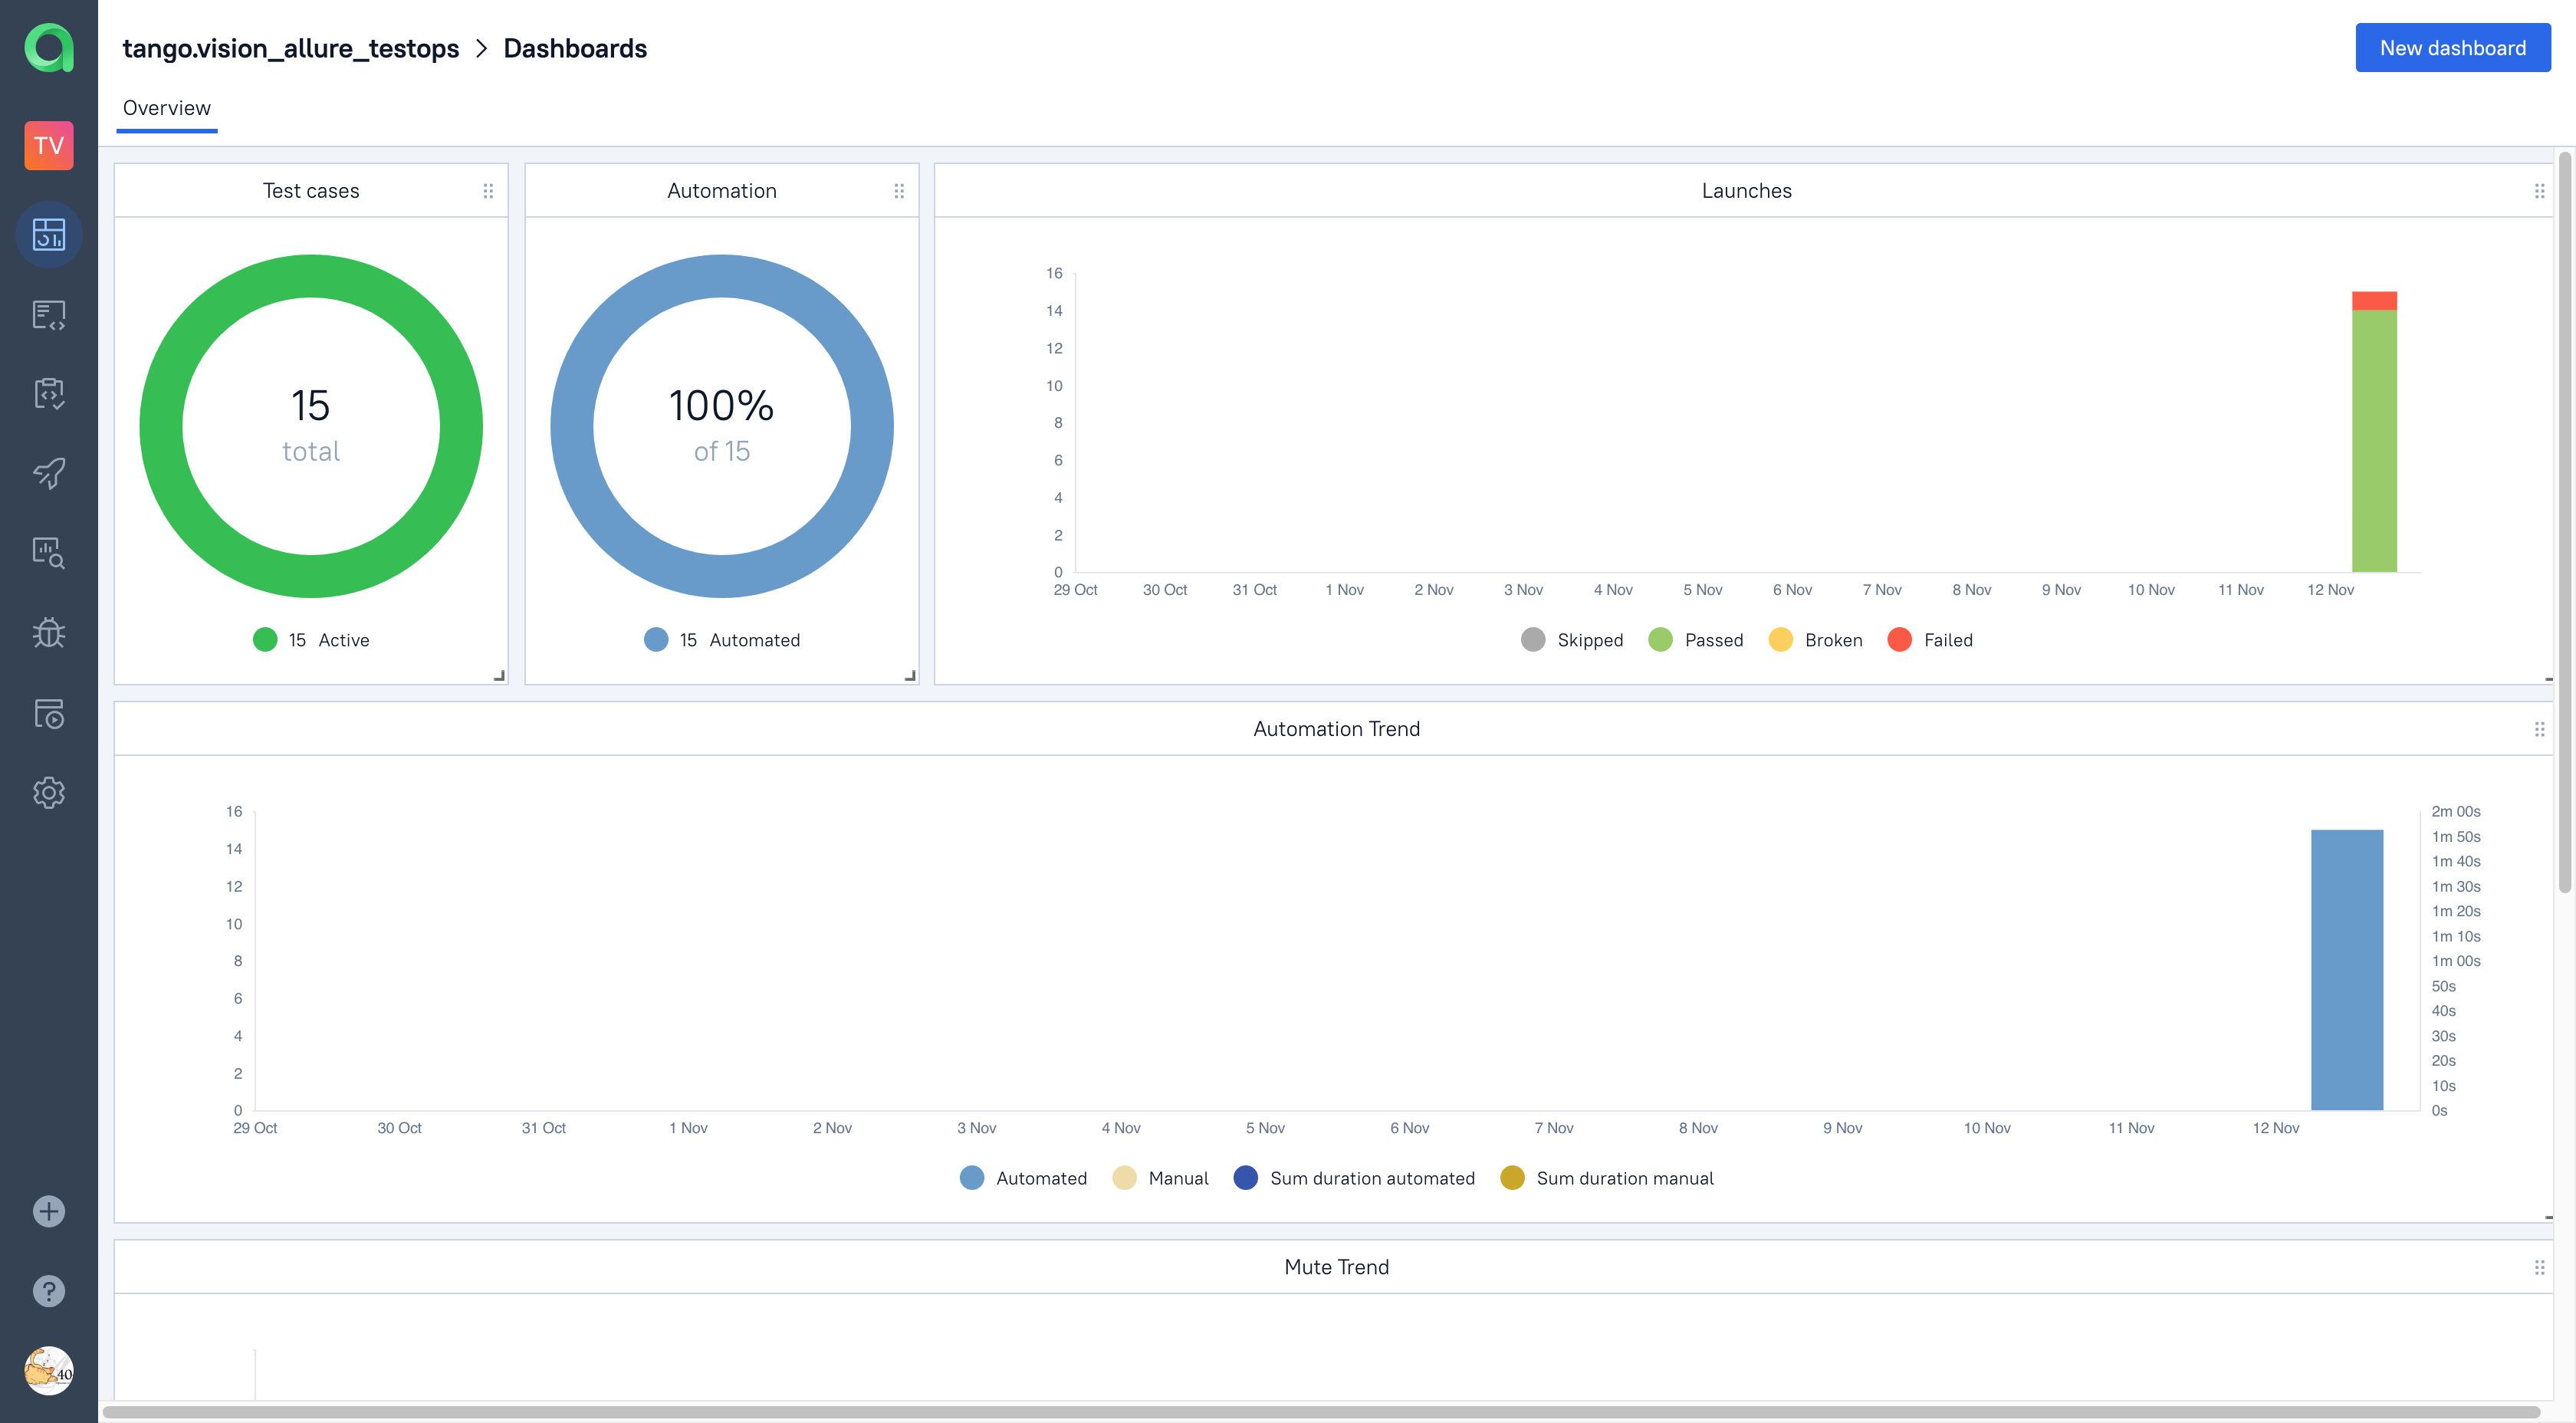 tango.vision_allure_testops > Dashboards
New dashboard
Overview
TV
Test cases
15
total
15 Active
Automation
100%
of 15
15 Automated
Launches
16
14
12
10
8
6
4
2
0
29 Oct 30 Oct 31 Oct 1 Nov 2 Nov 3 Nov 4 Nov 5 Nov 6 Nov 7 Nov 8 Nov 9 Nov 10 Nov 11 Nov 12 Nov
Skipped Passed Broken Failed
Automation Trend
16
14
12
10
8
6
4
2
0
2m 00s
1m 50s
1m 40s
1m 30s
1m 20s
1m 10s
1m 00s
50s
40s
30s
20s
10s
0s
29 Oct 30 Oct 31 Oct 1 Nov 2 Nov 3 Nov 4 Nov 5 Nov 6 Nov 7 Nov 8 Nov 9 Nov 10 Nov 11 Nov 12 Nov
Automated Manual Sum duration automated Sum duration manual
Mute Trend
?
40